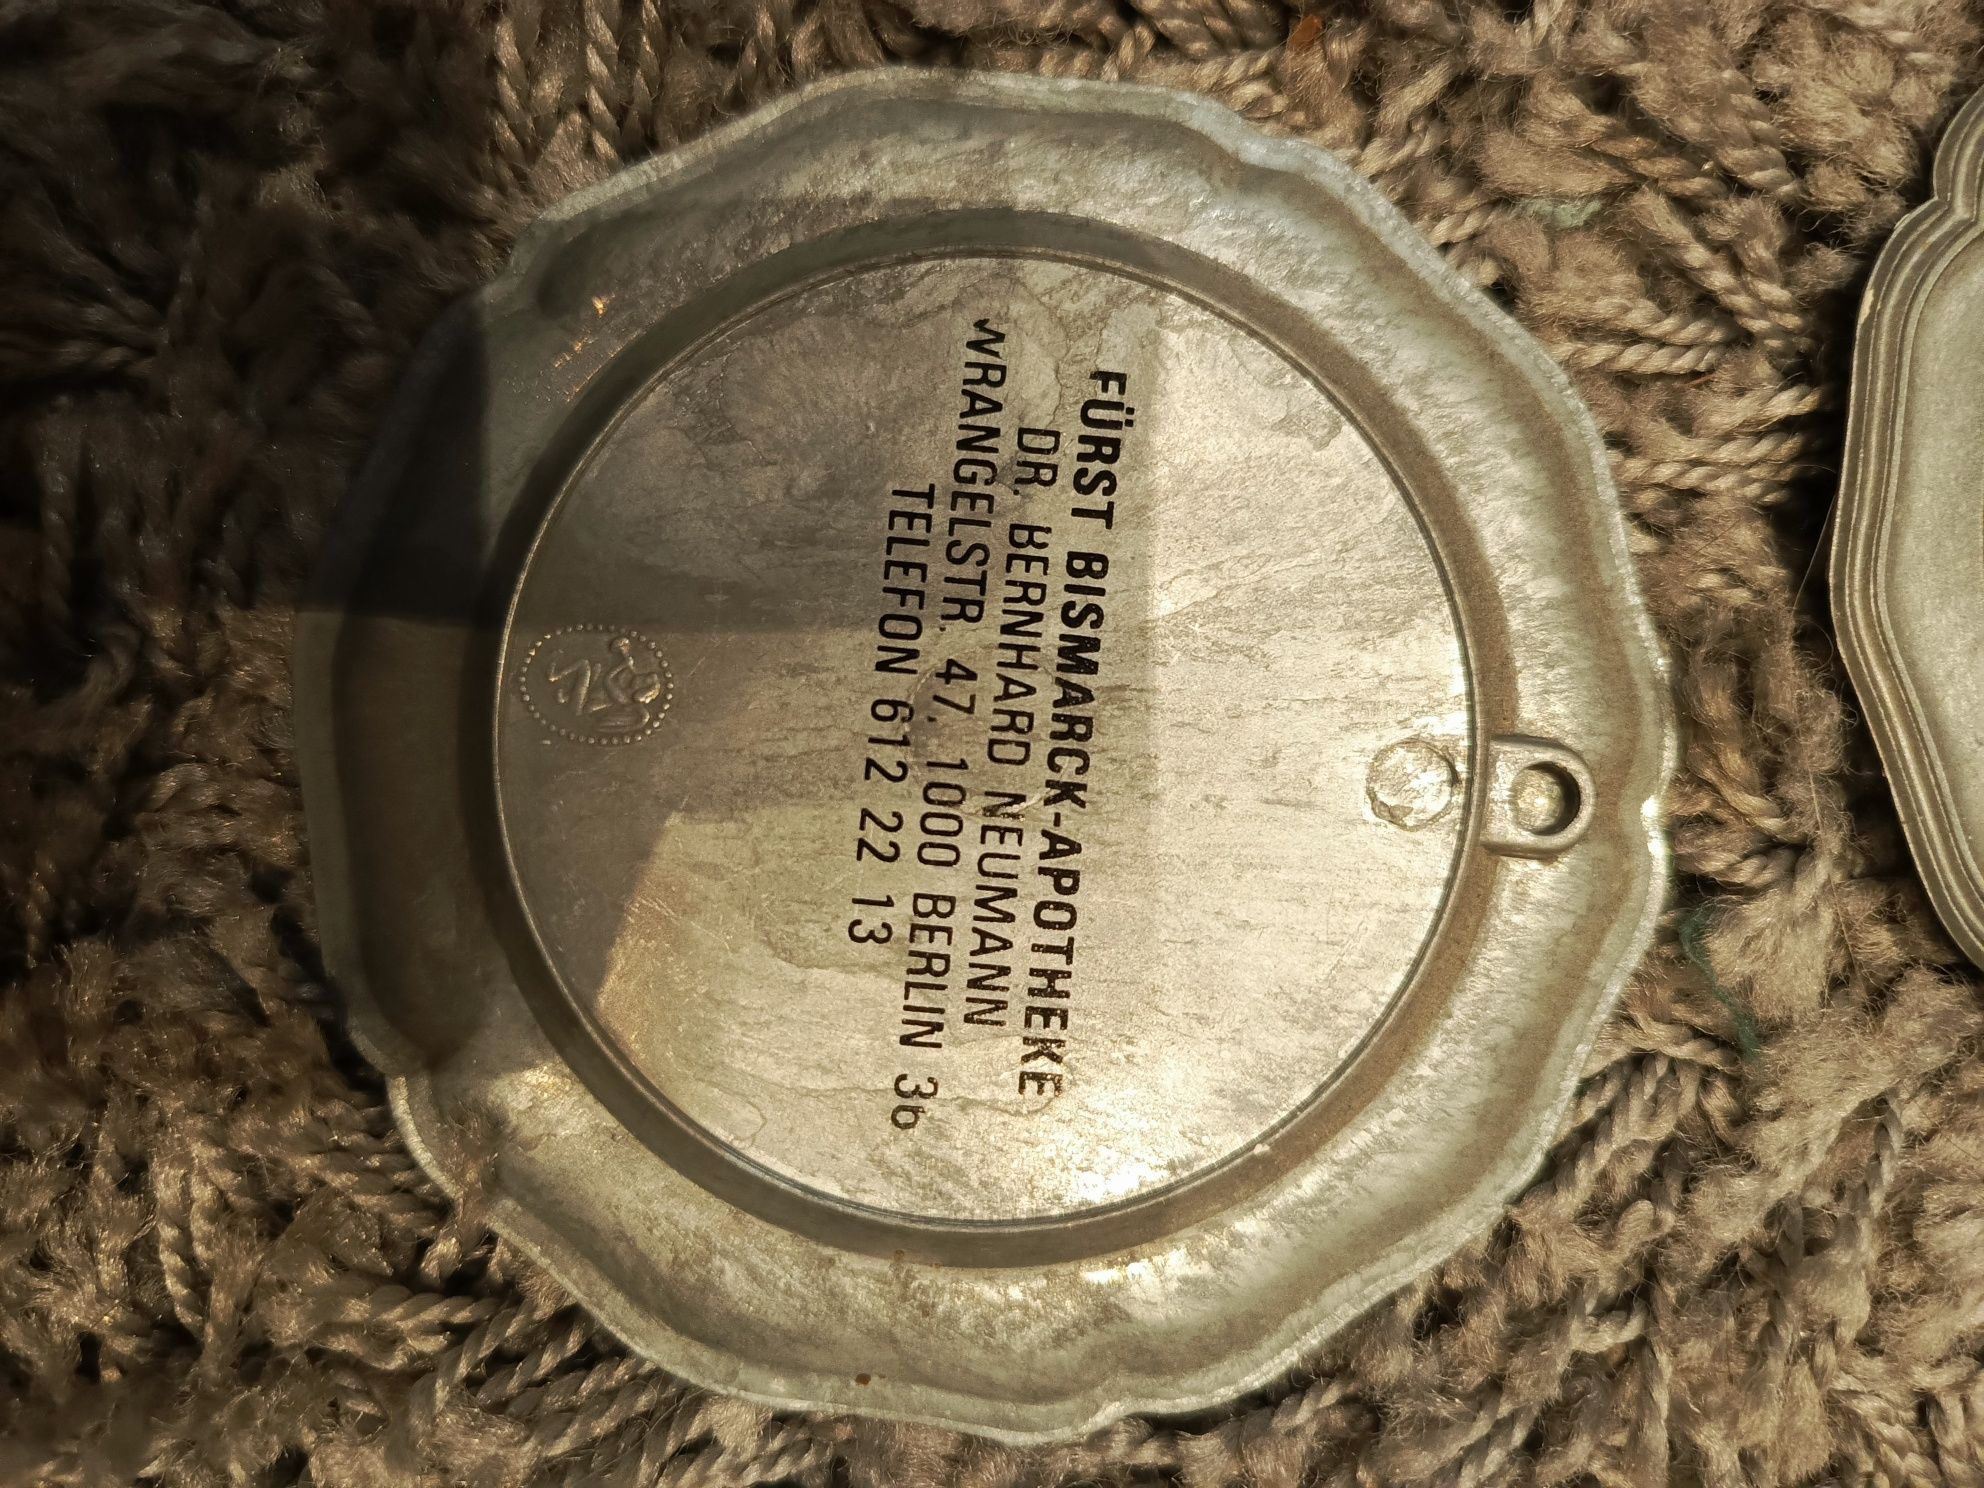 FÜRST BISMARCK-APOTHEKE
DR. BERNHARD NEUMANN
WRANGELSTR. 47, 1000 BERLIN 36
TELEFON 612 22 13